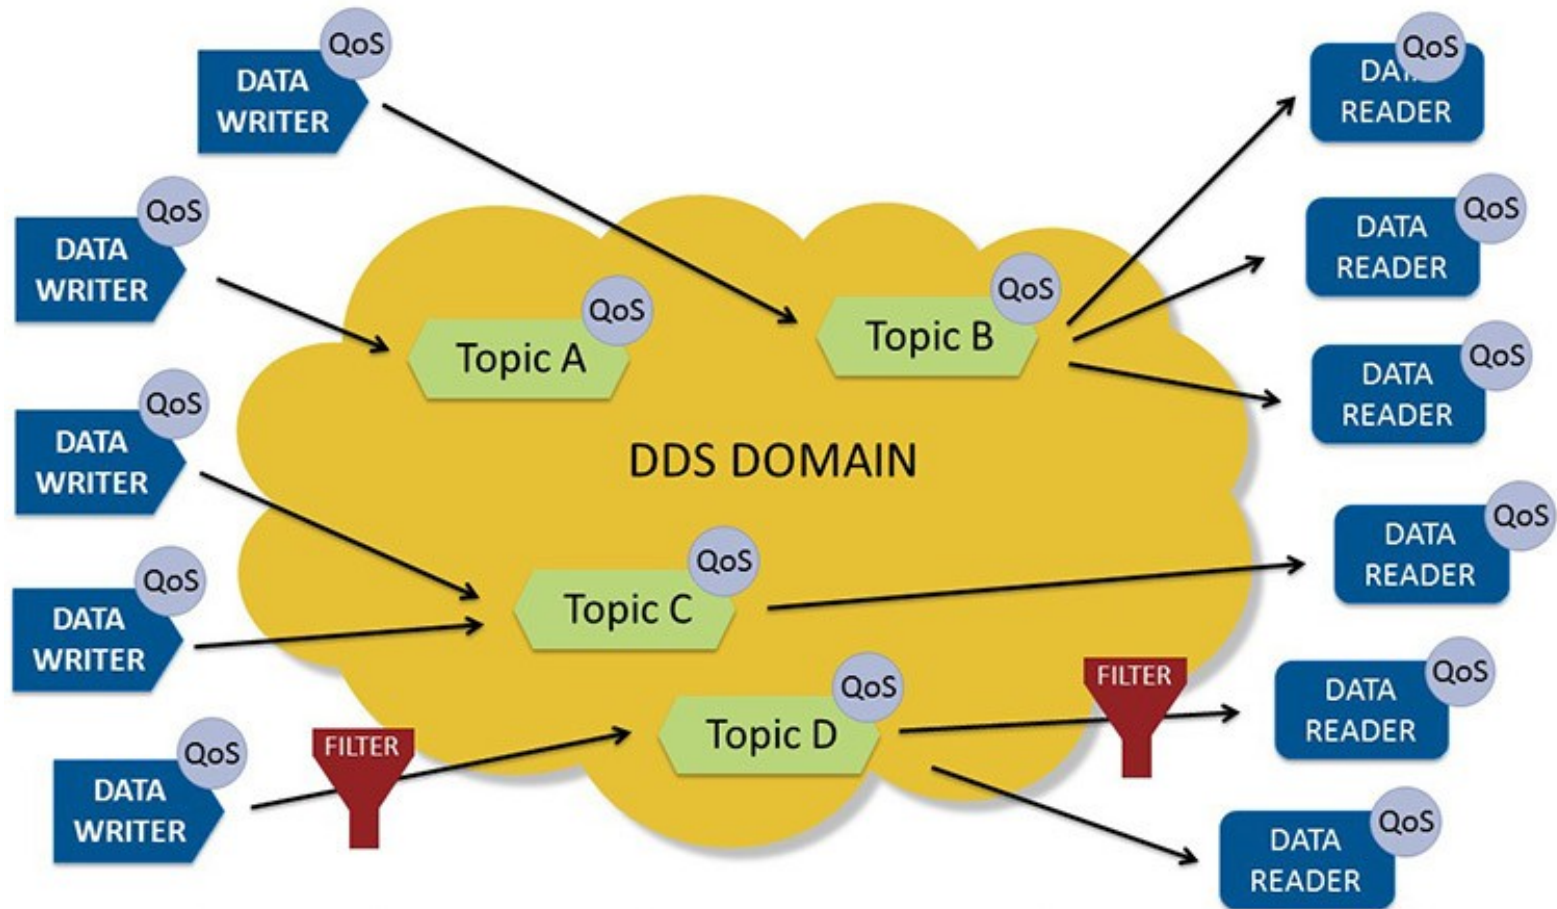 QoS
DATA
WRITER
QoS
DATA
READER
QoS
DATA
WRITER
QoS
DATA
READER
QoS
Topic A
QoS
Topic B
QoS
DATA
READER
QoS
DATA
WRITER
DDS DOMAIN
QoS
DATA
READER
QoS
DATA
WRITER
QoS
Topic C
QoS
DATA
WRITER
FILTER
QoS
Topic D
FILTER
QoS
DATA
READER
QoS
DATA
READER